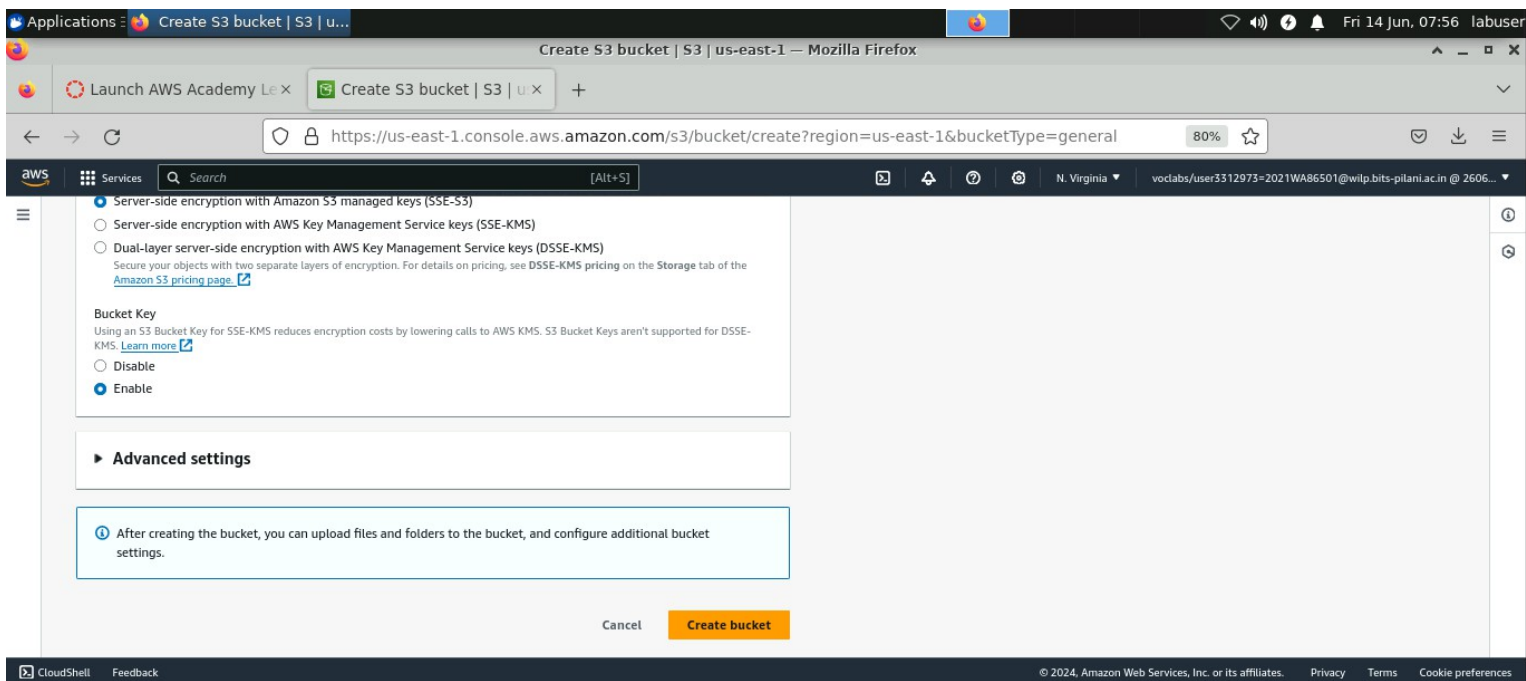 Applications
Create S3 bucket | S3 | u...
Fri 14 Jun, 07:56 labuser
Create S3 bucket | S3 | us-east-1 — Mozilla Firefox
Launch AWS Academy Le
Create S3 bucket | S3 | u
https://us-east-1.console.aws.amazon.com/s3/bucket/create?region=us-east-1&bucketType=general
80%
aws
Services
Search
[Alt+S]
N. Virginia
voclabs/user3312973=2021WA86501@wilp.bits-pilani.ac.in @ 2606...
Server-side encryption with Amazon S3 managed keys (SSE-S3)
Server-side encryption with AWS Key Management Service keys (SSE-KMS)
Dual-layer server-side encryption with AWS Key Management Service keys (DSSE-KMS)
Secure your objects with two separate layers of encryption. For details on pricing, see DSSE-KMS pricing on the Storage tab of the
Amazon S3 pricing page.
Bucket Key
Using an S3 Bucket Key for SSE-KMS reduces encryption costs by lowering calls to AWS KMS. S3 Bucket Keys aren't supported for DSSE-
KMS. Learn more
Disable
Enable
Advanced settings
After creating the bucket, you can upload files and folders to the bucket, and configure additional bucket
settings.
Cancel
Create bucket
CloudShell
Feedback
© 2024, Amazon Web Services, Inc. or its affiliates.
Privacy
Terms
Cookie preferences